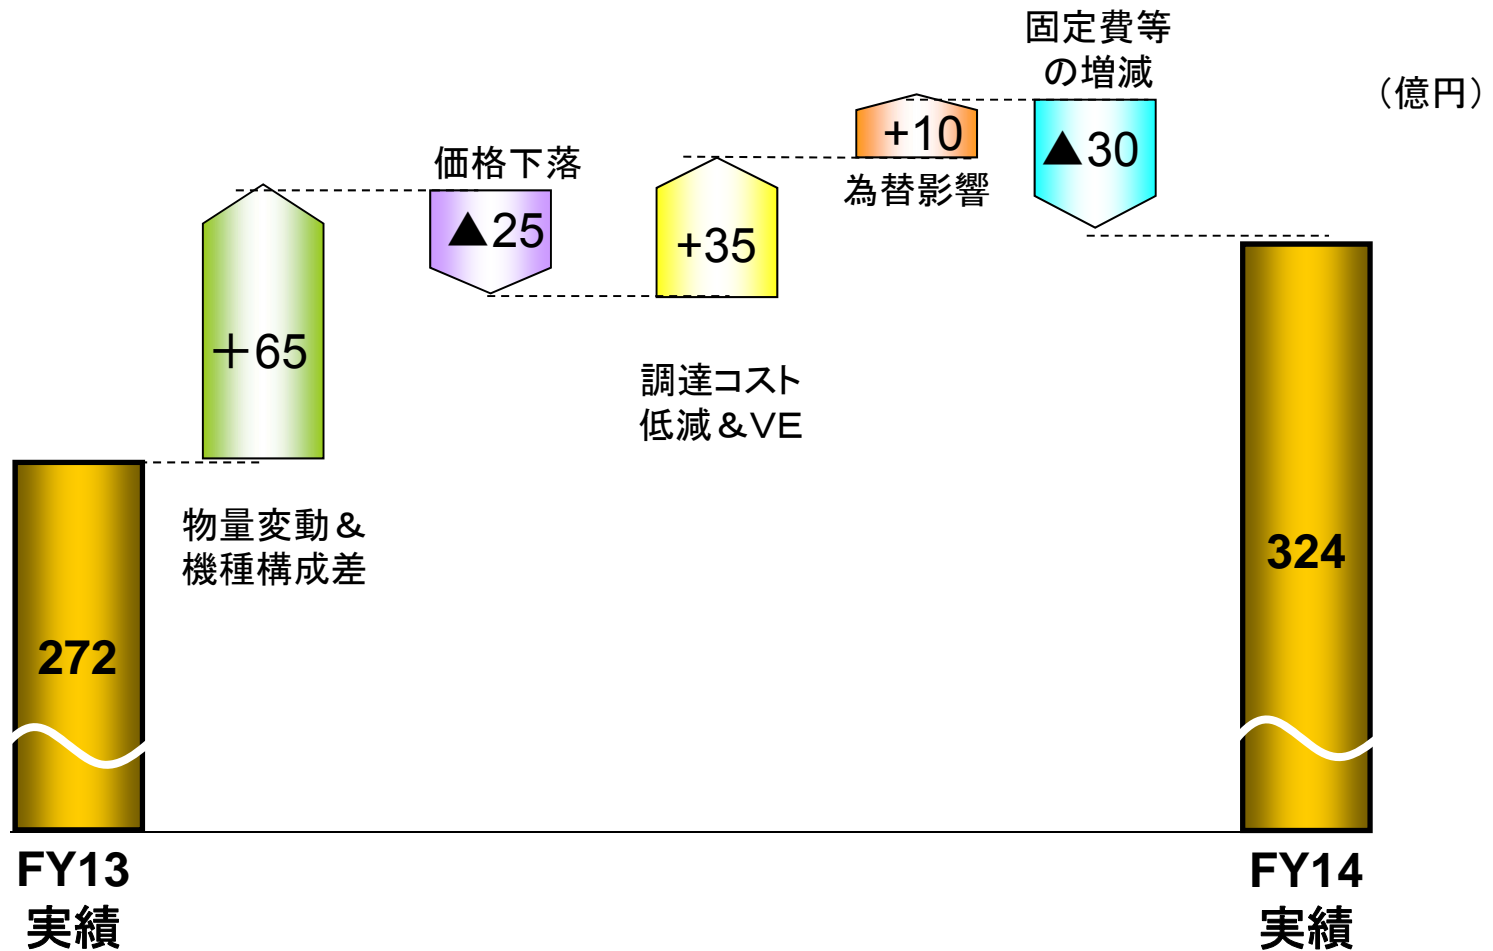 固定費等
の増減
（億円）
+10
▲30
価格下落
為替影響
▲25
+35
＋65
調達コスト
低減＆VE
物量変動＆
機種構成差
272
324
FY13
実績
FY14
実績